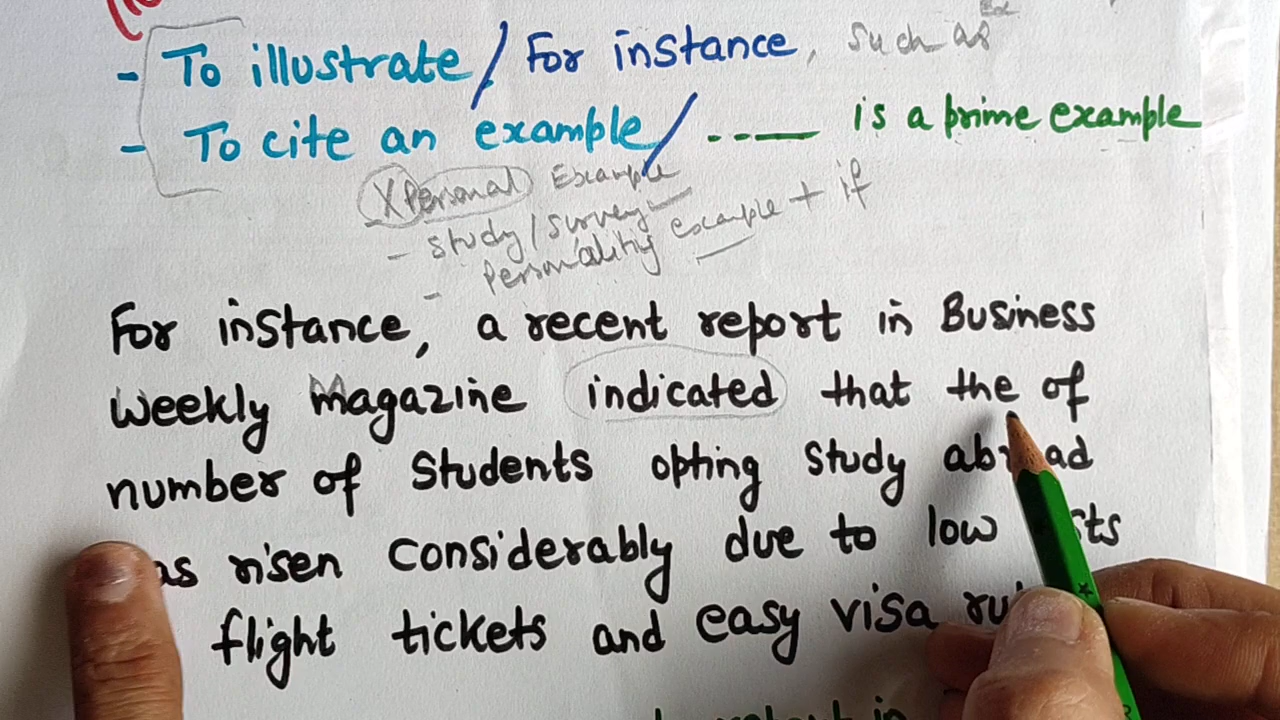 - To illustrate / For instance, such as
- To cite an example / ---- is a prime example
X Personal Example
- study / survey
- Personality example + if
For instance, a recent report in Business
Weekly Magazine indicated that the of
number of students opting study abroad
risen considerably due to low
flight tickets and easy visa